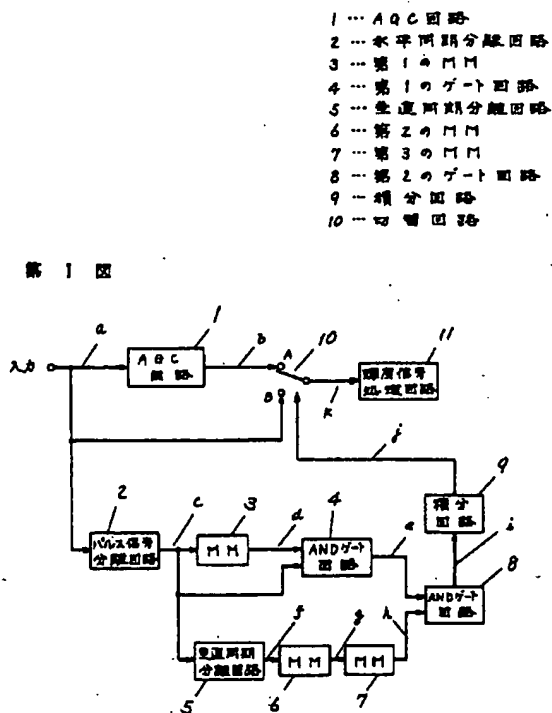 1 … AGC回路
2 … 水平同期分離回路
3 … 第1のMM
4 … 第1のゲート回路
5 … 垂直同期分離回路
6 … 第2のMM
7 … 第3のMM
8 … 第2のゲート回路
9 … 積分回路
10 … 切替回路
第 1 図
入力
a
1
AGC
回路
b
A
10
B
k
11
輝度信号
処理回路
j
9
積分
回路
i
2
パルス信号
分離回路
c
3
MM
d
4
ANDゲート
回路
e
8
ANDゲート
回路
垂直同期
分離回路
5
f
MM
6
g
MM
7
h